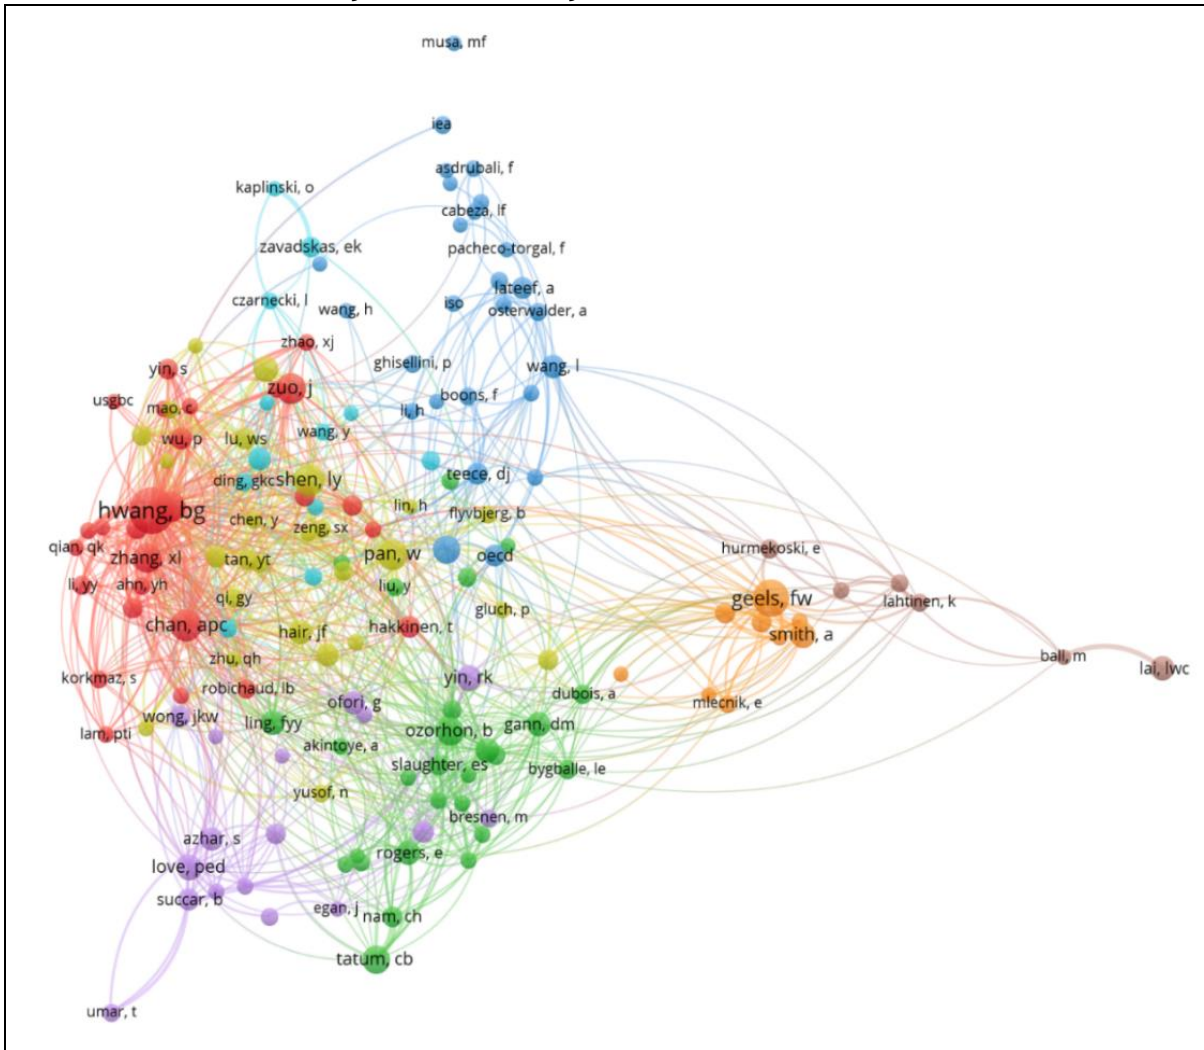 musa, mf
iea
asdrubali, f
kaplinski, o
cabeza, lf
zavadskas, ek
pacheco-torgal, f
lateef, a
czarnecki, l
iso
wang, h
osterwalder, a
zhao, xj
ghisellini, p
wang, l
yin, s
zuo, j
boons, f
usgbc
mao, c
li, h
wu, p
lu, ws
wang, y
teece, dj
ding, gkc
shen, ly
hwang, bg
lin, h
flyvbjerg, b
chen, y
zeng, sx
qian, qk
hurmekoski, e
zhang, xl
tan, yt
pan, w
oecd
li, yy
ahn, yh
liu, y
qi, gy
geels, fw
lahtinen, k
gluch, p
chan, apc
hair, jf
hakkinen, t
smith, a
zhu, qh
ball, m
lai, lwc
korkmaz, s
yin, rk
robichaud, lb
dubois, a
mlecnik, e
ofori, g
wong, jkw
ling, fyy
gann, dm
lam, pti
ozorhon, b
akintoye, a
slaughter, es
bygballe, le
yusof, n
bresnen, m
azhar, s
rogers, e
love, ped
succar, b
egan, j
nam, ch
tatum, cb
umar, t